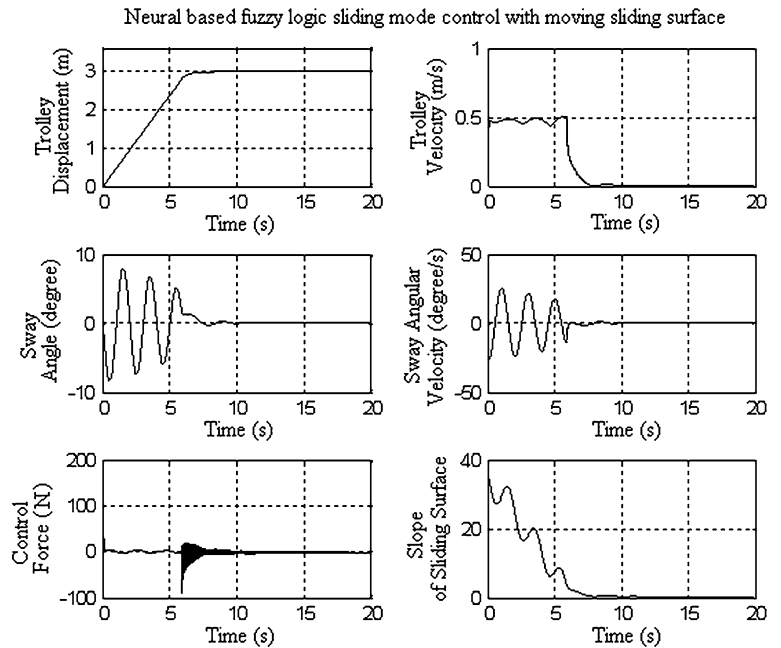 Neural based fuzzy logic sliding mode control with moving sliding surface
Trolley
Displacement (m)
3
2
1
0
0 5 10 15 20
Time (s)
Trolley
Velocity (m/s)
1
0.5
0
0 5 10 15 20
Time (s)
Sway
Angle (degree)
10
0
-10
0 5 10 15 20
Time (s)
Sway Angular
Velocity (degree/s)
50
0
-50
0 5 10 15 20
Time (s)
Control
Force (N)
200
100
0
-100
0 5 10 15 20
Time (s)
Slope
of Sliding Surface
40
20
0
0 5 10 15 20
Time (s)